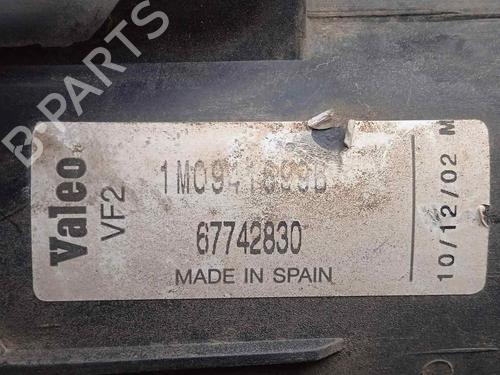 B-PARTS
Valeo
VF2
67742830
MADE IN SPAIN
10/12/02 M